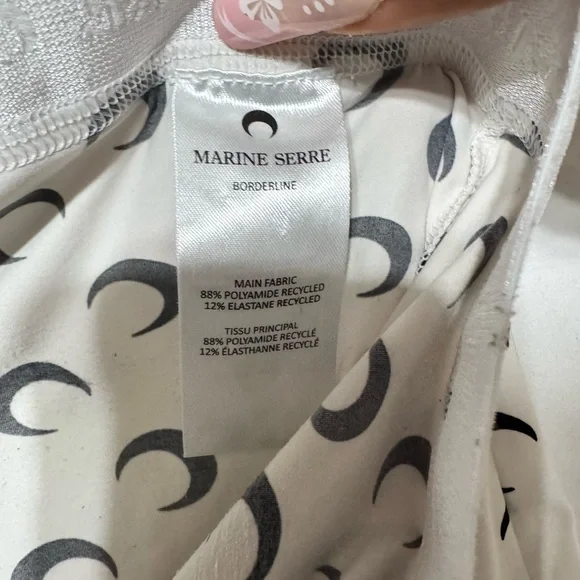 MARINE SERRE
BORDERLINE
MAIN FABRIC
88% POLYAMIDE RECYCLED
12% ELASTANE RECYCLED
TISSU PRINCIPAL
88% POLYAMIDE RECYCLÉ
12% ÉLASTHANNE RECYCLÉ